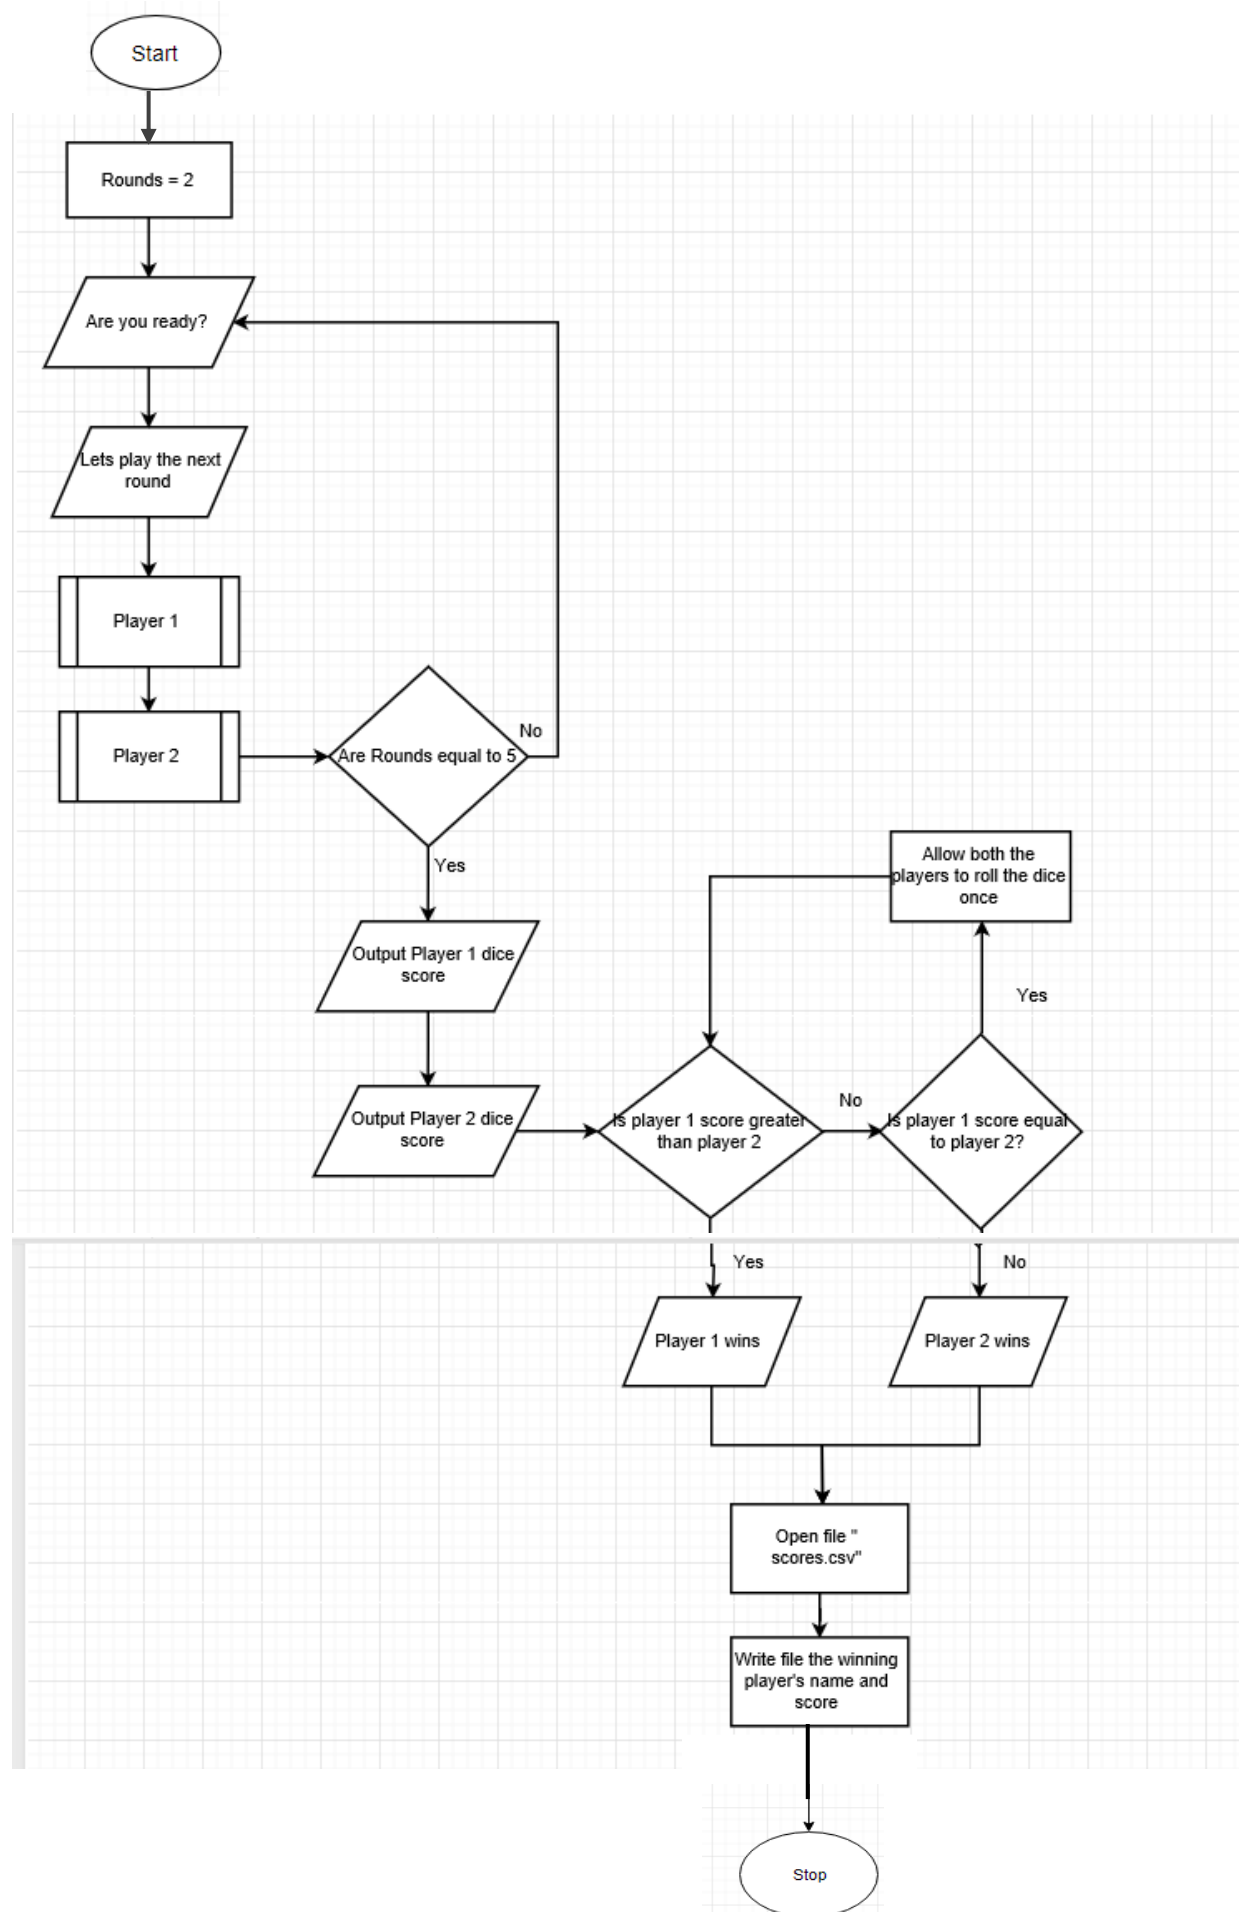 Start
Rounds = 2
Are you ready?
Lets play the next
round
Player 1
Player 2
Are Rounds equal to 5
No
Yes
Output Player 1 dice
score
Output Player 2 dice
score
Is player 1 score greater
than player 2
No
Is player 1 score equal
to player 2?
Yes
Allow both the
players to roll the dice
once
Yes
No
Player 1 wins
Player 2 wins
Open file "
scores.csv"
Write file the winning
player's name and
score
Stop